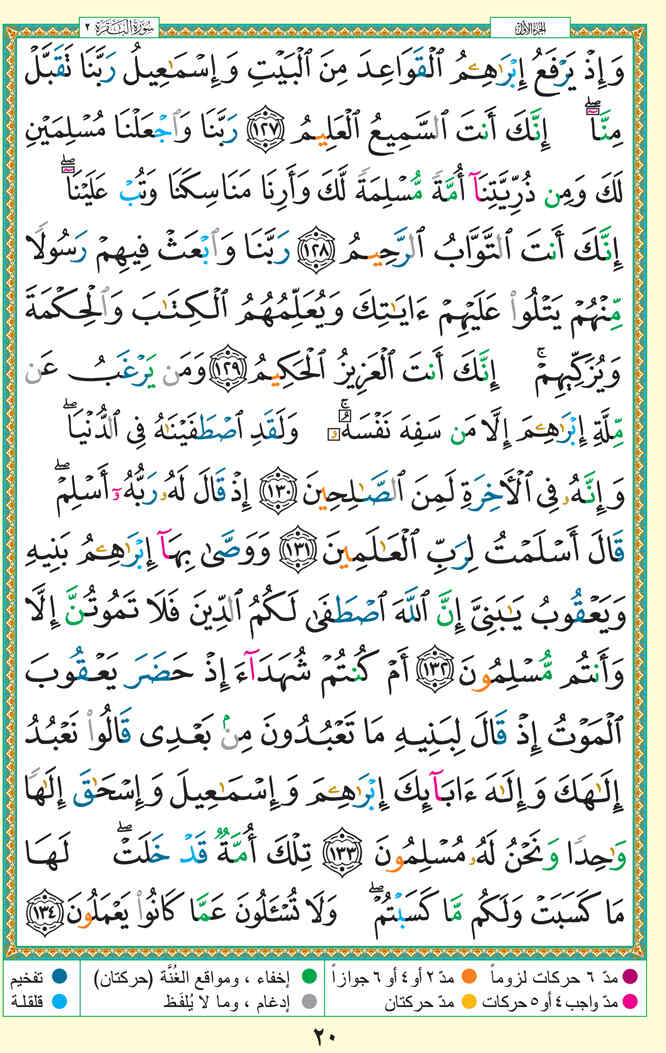 الجزء الأول
سُورَةُ البَقَرَة ٢
وَإِذْ يَرْفَعُ إِبْرَٰهِـۧمُ ٱلْقَوَاعِدَ مِنَ ٱلْبَيْتِ وَإِسْمَـٰعِيلُ رَبَّنَا تَقَبَّلْ
مِنَّآۖ إِنَّكَ أَنتَ ٱلسَّمِيعُ ٱلْعَلِيمُ ١٢٧ رَبَّنَا وَٱجْعَلْنَا مُسْلِمَيْنِ
لَكَ وَمِن ذُرِّيَّتِنَآ أُمَّةً مُّسْلِمَةً لَّكَ وَأَرِنَا مَنَاسِكَنَا وَتُبْ عَلَيْنَآۖ
إِنَّكَ أَنتَ ٱلتَّوَّابُ ٱلرَّحِيمُ ١٢٨ رَبَّنَا وَٱبْعَثْ فِيهِمْ رَسُولًا
مِّنْهُمْ يَتْلُوا۟ عَلَيْهِمْ ءَايَـٰتِكَ وَيُعَلِّمُهُمُ ٱلْكِتَـٰبَ وَٱلْحِكْمَةَ
وَيُزَكِّيهِمْۚ إِنَّكَ أَنتَ ٱلْعَزِيزُ ٱلْحَكِيمُ ١٢٩ وَمَن يَرْغَبُ عَن
مِّلَّةِ إِبْرَٰهِـۧمَ إِلَّا مَن سَفِهَ نَفْسَهُۥۚ وَلَقَدِ ٱصْطَفَيْنَـٰهُ فِى ٱلدُّنْيَاۖ
وَإِنَّهُۥ فِى ٱلْـَٔاخِرَةِ لَمِنَ ٱلصَّـٰلِحِينَ ١٣٠ إِذْ قَالَ لَهُۥ رَبُّهُۥٓ أَسْلِمْۖ
قَالَ أَسْلَمْتُ لِرَبِّ ٱلْعَـٰلَمِينَ ١٣١ وَوَصَّىٰ بِهَآ إِبْرَٰهِـۧمُ بَنِيهِ
وَيَعْقُوبُ يَـٰبَنِىَّ إِنَّ ٱللَّهَ ٱصْطَفَىٰ لَكُمُ ٱلدِّينَ فَلَا تَمُوتُنَّ إِلَّا
وَأَنتُم مُّسْلِمُونَ ١٣٢ أَمْ كُنتُمْ شُهَدَآءَ إِذْ حَضَرَ يَعْقُوبَ
ٱلْمَوْتُ إِذْ قَالَ لِبَنِيهِ مَا تَعْبُدُونَ مِنۢ بَعْدِى قَالُوا۟ نَعْبُدُ
إِلَـٰهَكَ وَإِلَـٰهَ ءَابَآئِكَ إِبْرَٰهِـۧمَ وَإِسْمَـٰعِيلَ وَإِسْحَـٰقَ إِلَـٰهًا
وَٰحِدًا وَنَحْنُ لَهُۥ مُسْلِمُونَ ١٣٣ تِلْكَ أُمَّةٌ قَدْ خَلَتْۖ لَهَا
مَا كَسَبَتْ وَلَكُم مَّا كَسَبْتُمْۖ وَلَا تُسْـَٔلُونَ عَمَّا كَانُوا۟ يَعْمَلُونَ ١٣٤
مدّ ٦ حركات لزوماً مدّ ٢ أو ٤ أو ٦ جوازاً إخفاء ، ومواقع الغُنَّة (حركتان) تفخيم
مدّ واجب ٤ أو ٥ حركات مدّ حركتان إدغام ، وما لا يُلفَظ قلقلة
٢٠